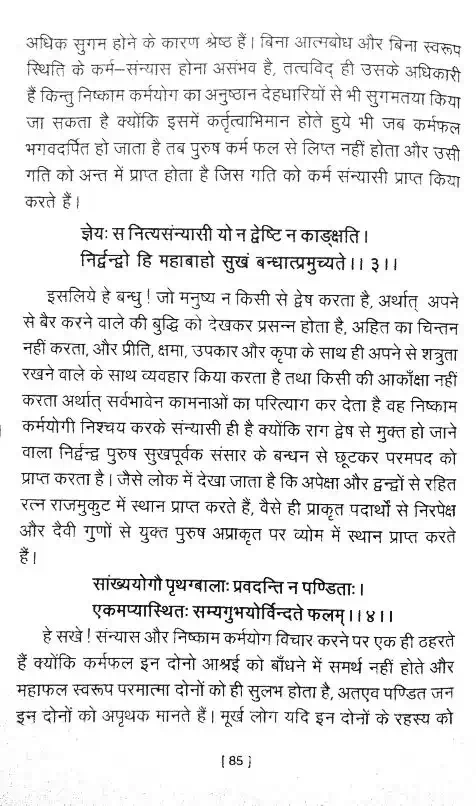 अधिक सुगम होने के कारण श्रेष्ठ हैं। बिना आत्मबोध और बिना स्वरूप
स्थिति के कर्म–संन्यास होना असंभव है, तत्वविद् ही उसके अधिकारी
हैं किन्तु निष्काम कर्मयोग का अनुष्ठान देहधारियों से भी सुगमतया किया
जा सकता है क्योंकि इसमें कर्तृत्वाभिमान होते हुये भी जब कर्मफल
भगवदर्पित हो जाता है तब पुरुष कर्म फल से लिप्त नहीं होता और उसी
गति को अन्त में प्राप्त होता है जिस गति को कर्म संन्यासी प्राप्त किया
करते हैं।
ज्ञेयः स नित्यसंन्यासी यो न द्वेष्टि न काङ्क्षति।
निर्द्वन्द्वो हि महाबाहो सुखं बन्धात्प्रमुच्यते।। ३।।
इसलिये हे बन्धु ! जो मनुष्य न किसी से द्वेष करता है, अर्थात् अपने
से बैर करने वाले की बुद्धि को देखकर प्रसन्न होता है, अहित का चिन्तन
नहीं करता, और प्रीति, क्षमा, उपकार और कृपा के साथ ही अपने से शत्रुता
रखने वाले के साथ व्यवहार किया करता है तथा किसी की आकाँक्षा नहीं
करता अर्थात् सर्वभावेन कामनाओं का परित्याग कर देता है वह निष्काम
कर्मयोगी निश्चय करके संन्यासी ही है क्योंकि राग द्वेष से मुक्त हो जाने
वाला निर्द्वन्द्व पुरुष सुखपूर्वक संसार के बन्धन से छूटकर परमपद को
प्राप्त करता है। जैसे लोक में देखा जाता है कि अपेक्षा और द्वन्द्वों से रहित
रत्न राजमुकुट में स्थान प्राप्त करते हैं, वैसे ही प्राकृत पदार्थों से निरपेक्ष
और दैवी गुणों से युक्त पुरुष अप्राकृत पर व्योम में स्थान प्राप्त करते
हैं।
सांख्ययोगौ पृथग्बालाः प्रवदन्ति न पण्डिताः।
एकमप्यास्थितः सम्यगुभयोर्विन्दते फलम्।। ४।।
हे सखे ! संन्यास और निष्काम कर्मयोग विचार करने पर एक ही ठहरते
हैं क्योंकि कर्मफल इन दोनो आश्रई को बाँधने में समर्थ नहीं होते और
महाफल स्वरूप परमात्मा दोनों को ही सुलभ होता है, अतएव पण्डित जन
इन दोनों को अपृथक मानते हैं। मूर्ख लोग यदि इन दोनों के रहस्य को
[ 85 ]